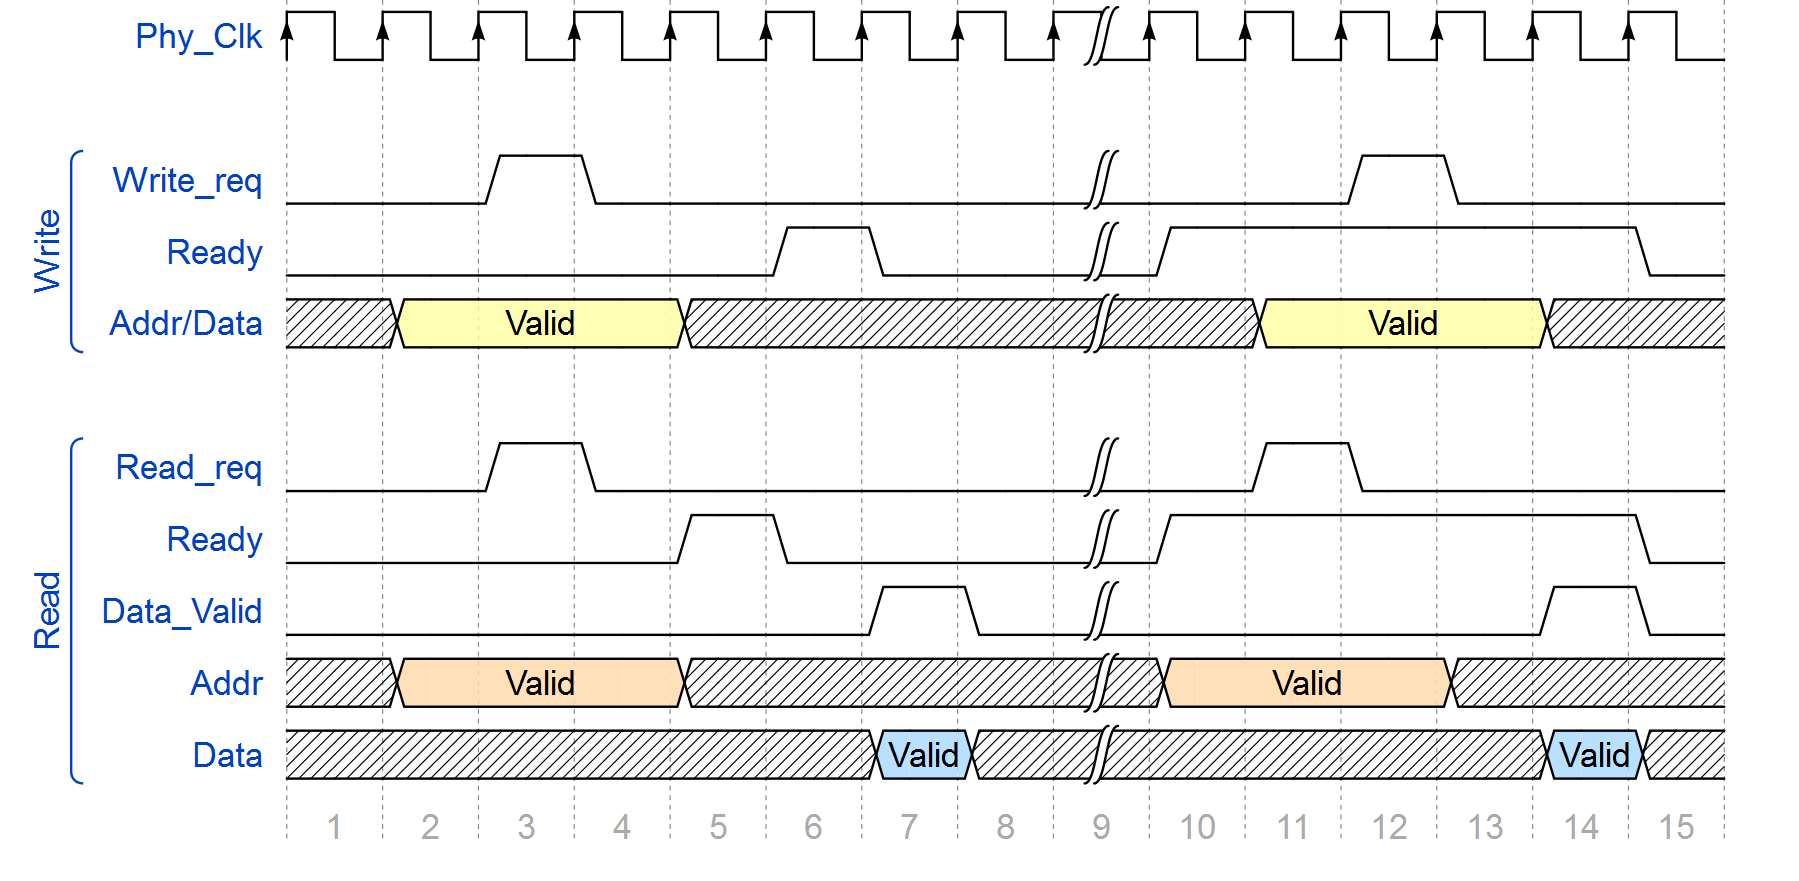 Phy_Clk
Write
Write_req
Ready
Addr/Data Valid Valid
Read
Read_req
Ready
Data_Valid
Addr Valid Valid
Data Valid Valid
1 2 3 4 5 6 7 8 9 10 11 12 13 14 15